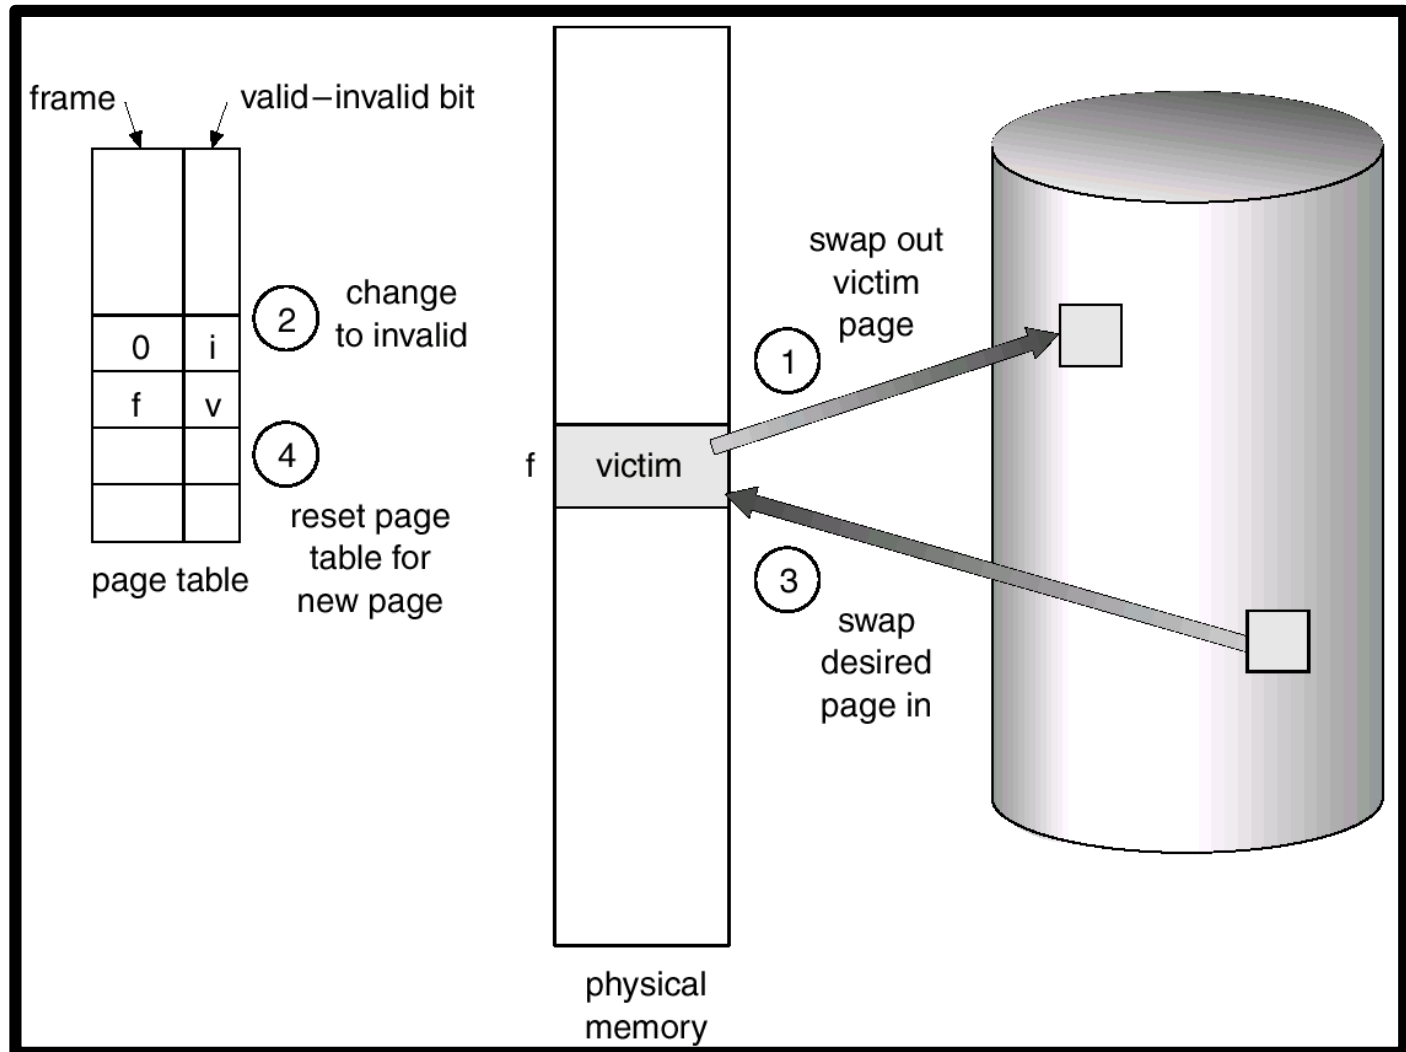 frame
valid–invalid bit
0 i
f v
page table
2
change
to invalid
4
reset page
table for
new page
f
victim
physical
memory
1
swap out
victim
page
3
swap
desired
page in